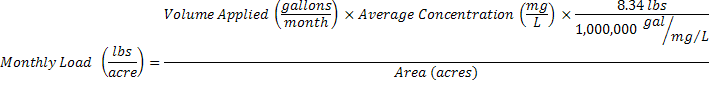 Monthly Load (lbs/acre) = Volume Applied (gallons/month) × Average Concentration (mg/L) × 8.34 lbs / 1,000,000 gal/mg/L
Area (acres)